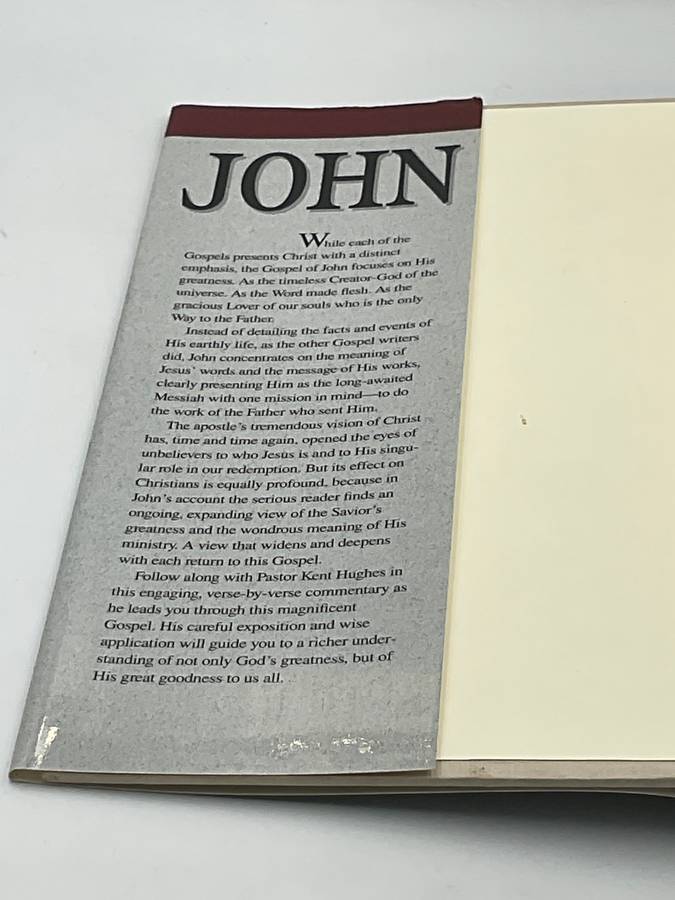 JOHN
While each of the
Gospels presents Christ with a distinct
emphasis, the Gospel of John focuses on His
greatness. As the timeless Creator-God of the
universe. As the Word made flesh. As the
gracious Lover of our souls who is the only
Way to the Father.
Instead of detailing the facts and events of
His earthly life, as the other Gospel writers
did, John concentrates on the meaning of
Jesus' words and the message of His works,
clearly presenting Him as the long-awaited
Messiah with one mission in mind—to do
the work of the Father who sent Him.
The apostle's tremendous vision of Christ
has, time and time again, opened the eyes of
unbelievers to who Jesus is and to His singu-
lar role in our redemption. But its effect on
Christians is equally profound, because in
John's account the serious reader finds an
ongoing, expanding view of the Savior's
greatness and the wondrous meaning of His
ministry. A view that widens and deepens
with each return to this Gospel.
Follow along with Pastor Kent Hughes in
this engaging, verse-by-verse commentary as
he leads you through this magnificent
Gospel. His careful exposition and wise
application will guide you to a richer under-
standing of not only God's greatness, but of
His great goodness to us all.